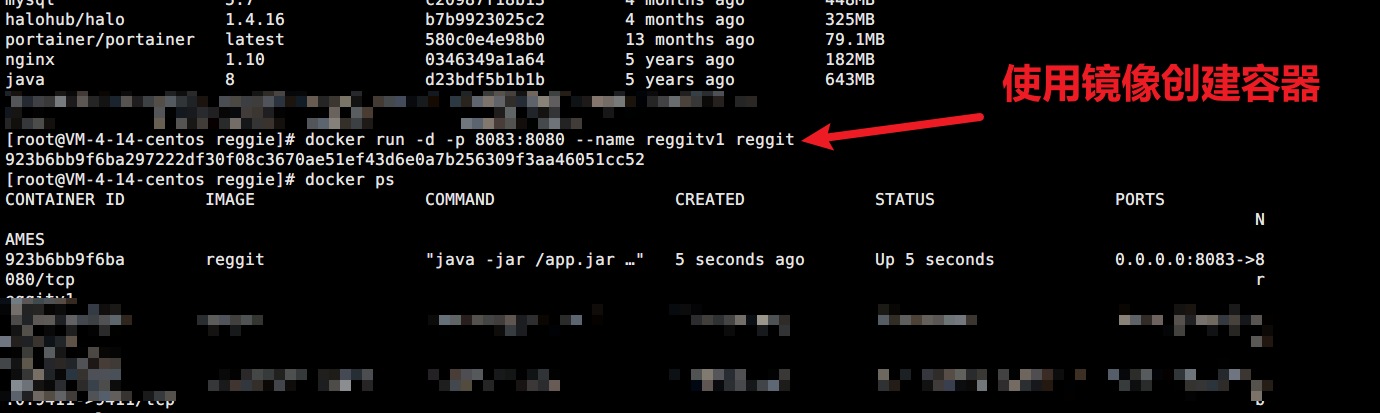 mysql 5.7 c20987f18b13 4 months ago 448MB
halohub/halo 1.4.16 b7b9923025c2 4 months ago 325MB
portainer/portainer latest 580c0e4e98b0 13 months ago 79.1MB
nginx 1.10 0346349a1a64 5 years ago 182MB
java 8 d23bdf5b1b1b 5 years ago 643MB
使用镜像创建容器
[root@VM-4-14-centos reggie]# docker run -d -p 8083:8080 --name reggitv1 reggit
923b6bb9f6ba297222df30f08c3670ae51ef43d6e0a7b256309f3aa46051cc52
[root@VM-4-14-centos reggie]# docker ps
CONTAINER ID IMAGE COMMAND CREATED STATUS PORTS
N
AMES
923b6bb9f6ba reggit "java -jar /app.jar …" 5 seconds ago Up 5 seconds 0.0.0.0:8083->8
080/tcp r
eggitv1
.0:9411->9411/tcp b